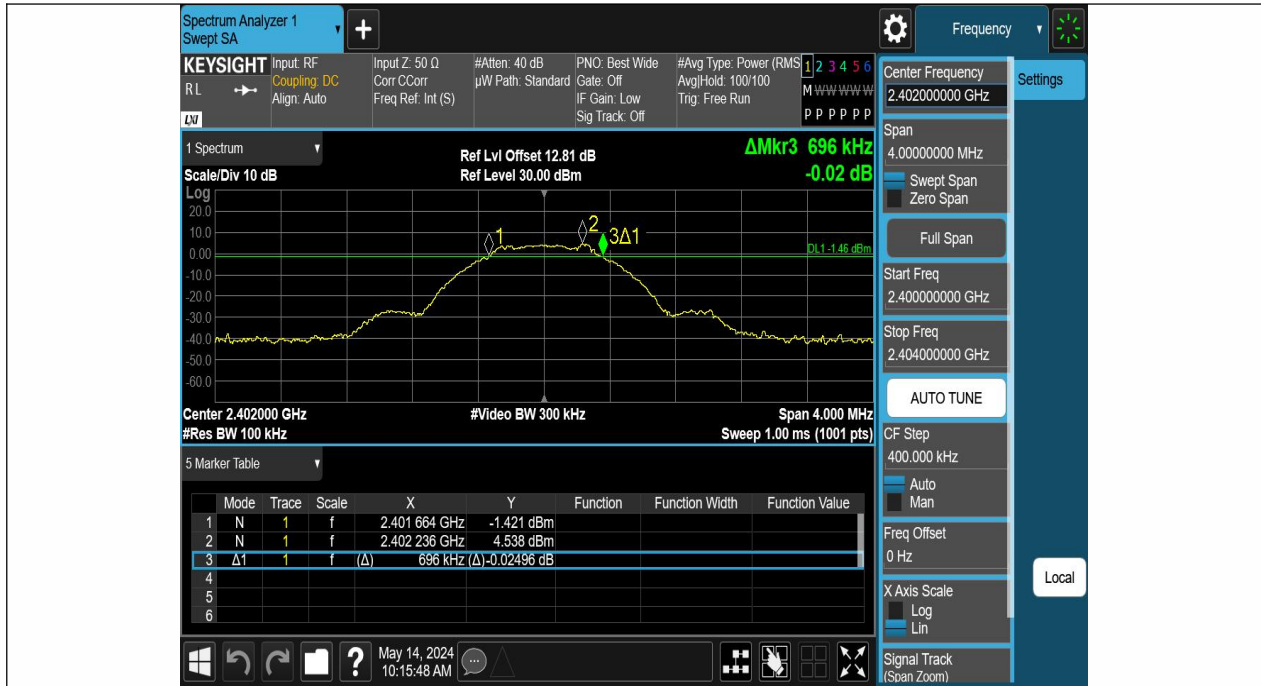 Spectrum Analyzer 1
Swept SA
+
Frequency
KEYSIGHT
RL
LXI
Input: RF
Coupling: DC
Align: Auto
Input Z: 50 Ω
Corr CCorr
Freq Ref: Int (S)
#Atten: 40 dB
µW Path: Standard
PNO: Best Wide
Gate: Off
IF Gain: Low
Sig Track: Off
#Avg Type: Power (RMS
Avg|Hold: 100/100
Trig: Free Run
1 2 3 4 5 6
M W W W W W
P P P P P P
1 Spectrum
Scale/Div 10 dB
Ref Lvl Offset 12.81 dB
Ref Level 30.00 dBm
ΔMkr3 696 kHz
-0.02 dB
Log
20.0
10.0
0.00
-10.0
-20.0
-30.0
-40.0
-50.0
-60.0
1
2
3Δ1
DL1 -1.46 dBm
Center 2.402000 GHz
#Res BW 100 kHz
#Video BW 300 kHz
Span 4.000 MHz
Sweep 1.00 ms (1001 pts)
5 Marker Table
Mode Trace Scale X Y Function Function Width Function Value
1 N 1 f 2.401 664 GHz -1.421 dBm
2 N 1 f 2.402 236 GHz 4.538 dBm
3 Δ1 1 f (Δ) 696 kHz (Δ) -0.02496 dB
4
5
6
?
May 14, 2024
10:15:48 AM
Center Frequency
2.402000000 GHz
Settings
Span
4.00000000 MHz
Swept Span
Zero Span
Full Span
Start Freq
2.400000000 GHz
Stop Freq
2.404000000 GHz
AUTO TUNE
CF Step
400.000 kHz
Auto
Man
Freq Offset
0 Hz
X Axis Scale
Log
Lin
Local
Signal Track
(Span Zoom)